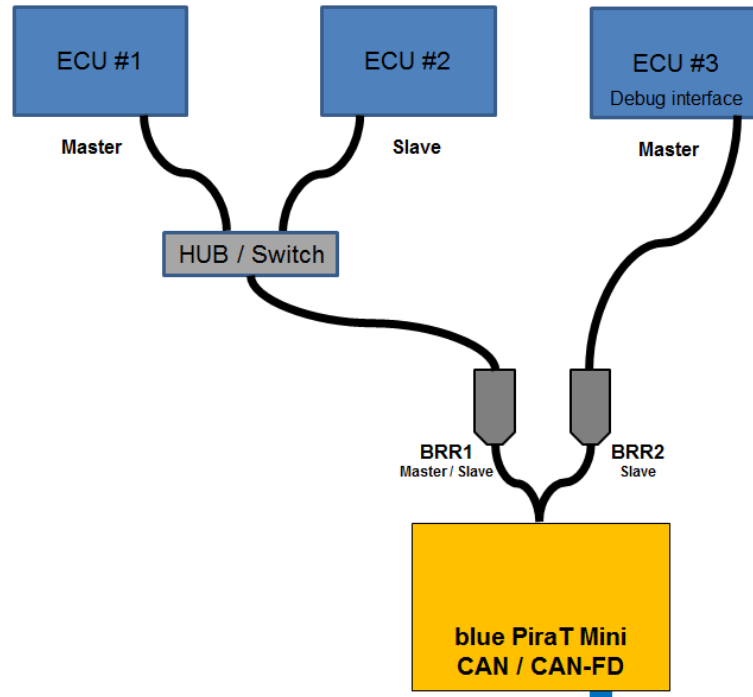 ECU #1
ECU #2
ECU #3
Debug interface
Master
Slave
Master
HUB / Switch
BRR1
Master / Slave
BRR2
Slave
blue PiraT Mini
CAN / CAN-FD